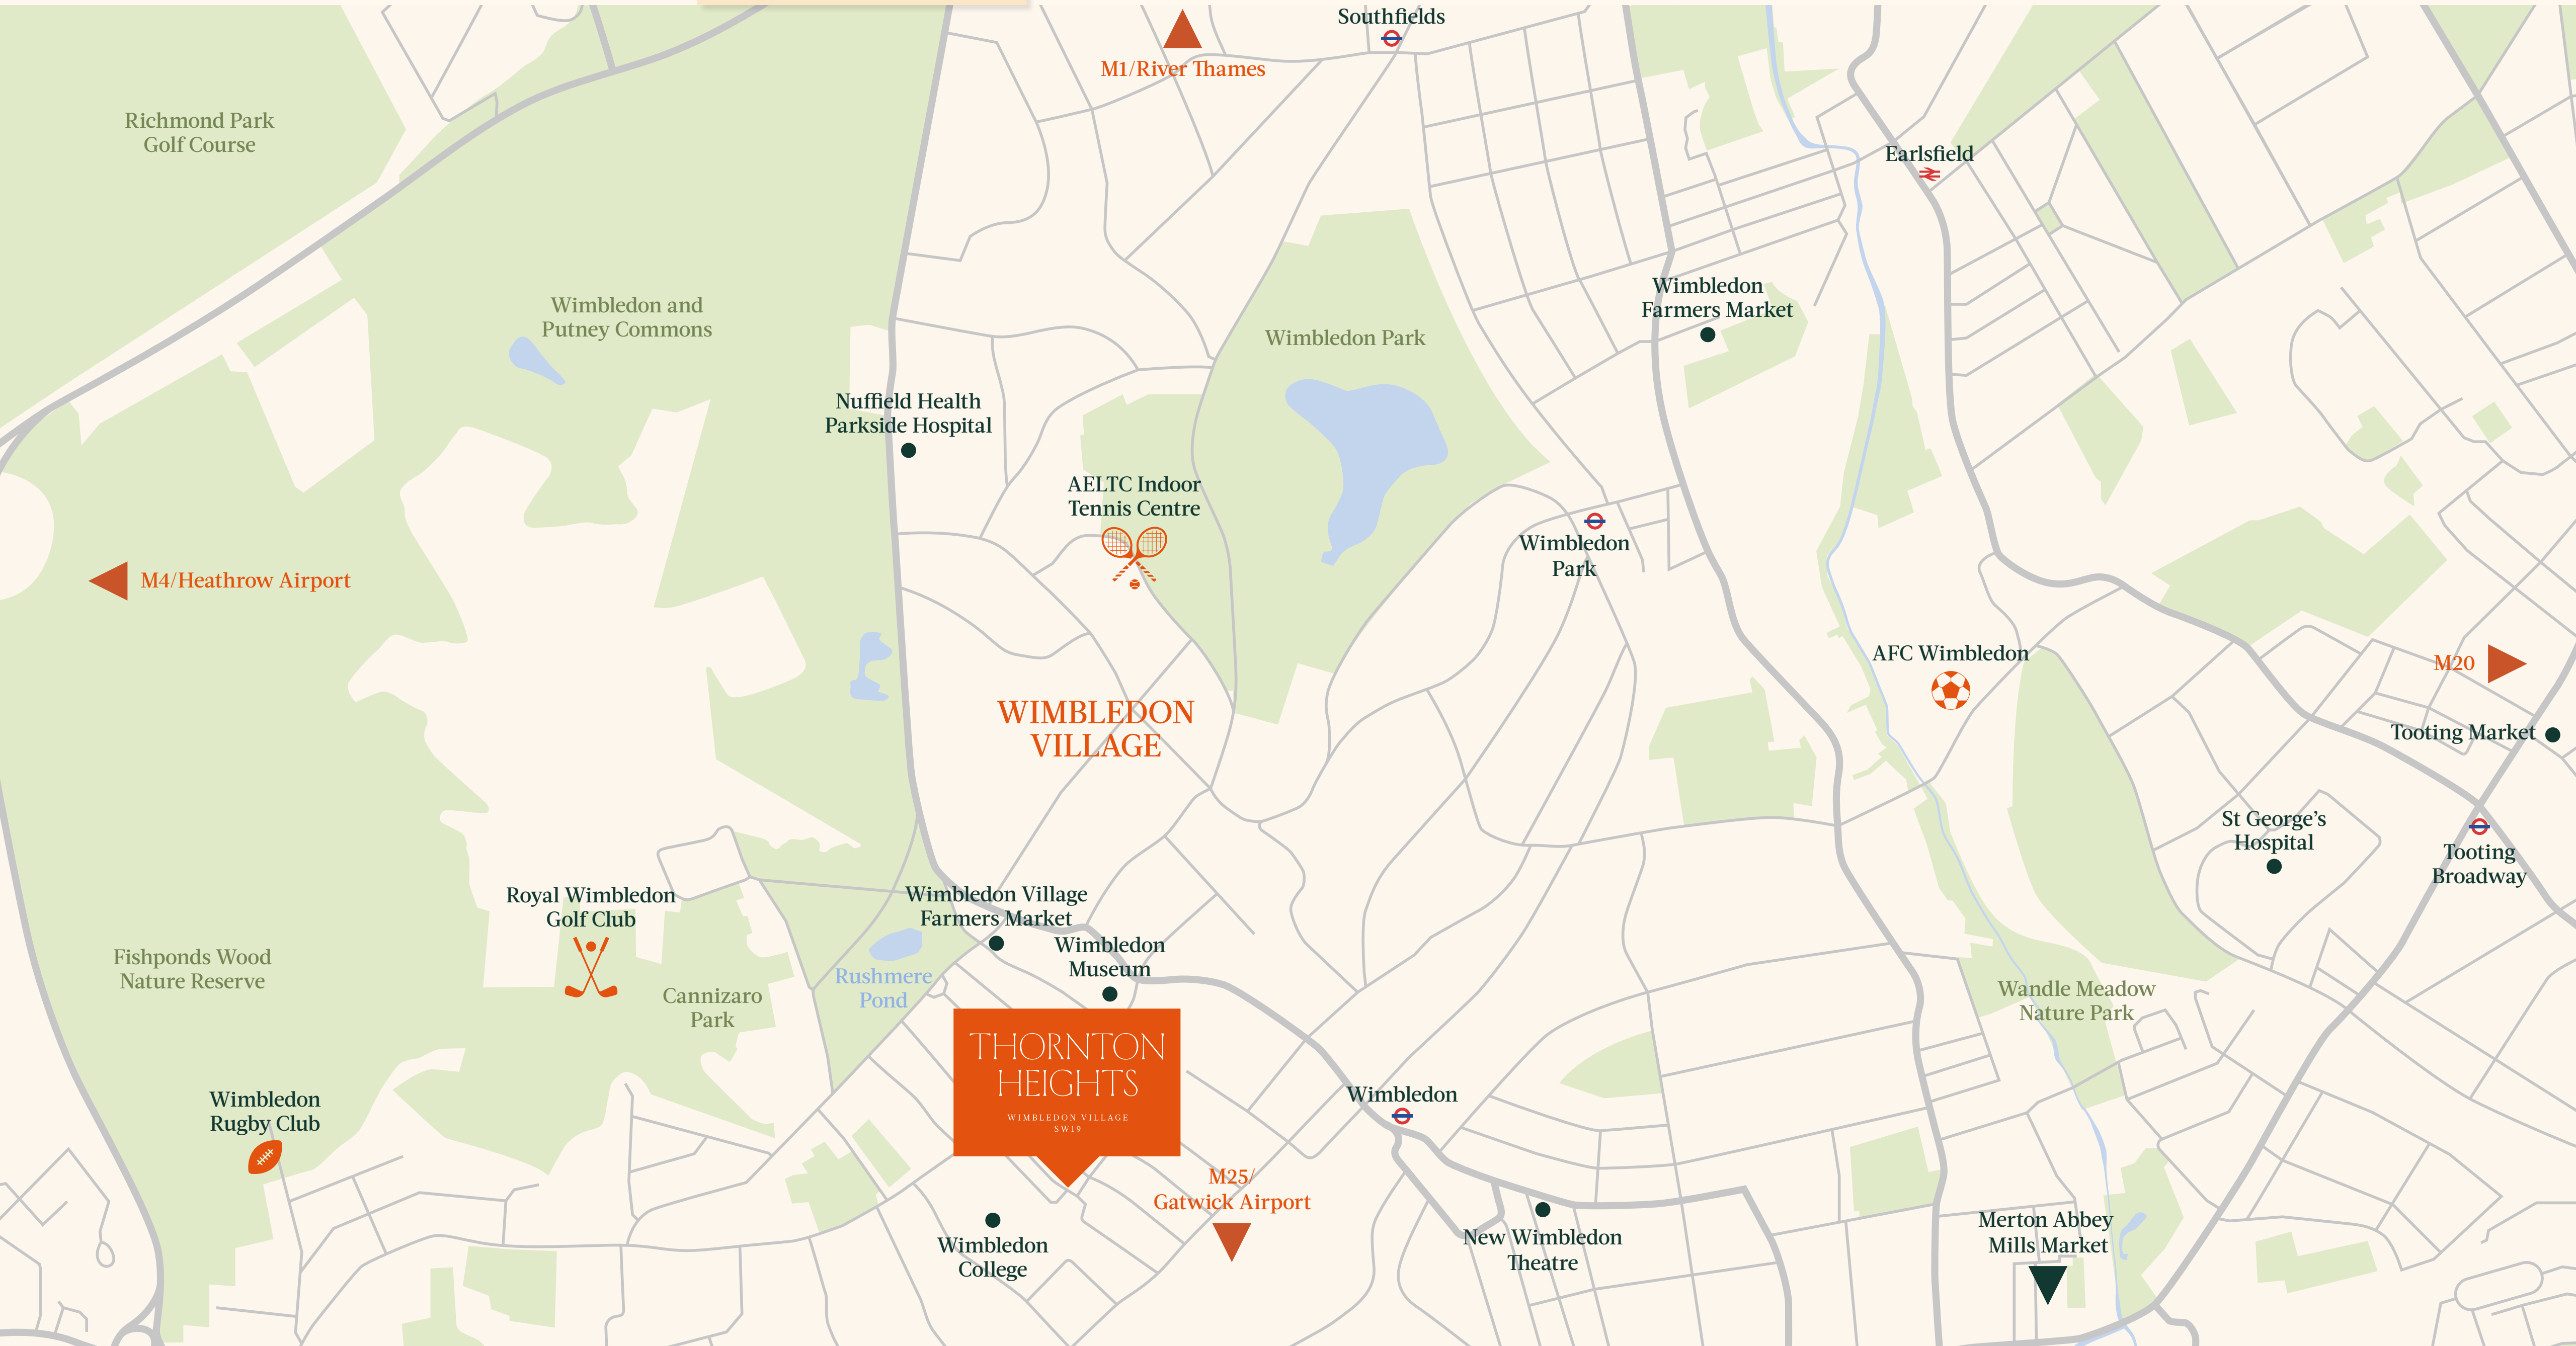 Southfields
M1/River Thames
Richmond Park
Golf Course
Earlsfield
Wimbledon and
Putney Commons
Wimbledon
Farmers Market
Wimbledon Park
Nuffield Health
Parkside Hospital
AELTC Indoor
Tennis Centre
Wimbledon
Park
M4/Heathrow Airport
AFC Wimbledon
M20
WIMBLEDON
VILLAGE
Tooting Market
St George’s
Hospital
Tooting
Broadway
Royal Wimbledon
Golf Club
Wimbledon Village
Farmers Market
Wimbledon
Museum
Fishponds Wood
Nature Reserve
Rushmere
Pond
Cannizaro
Park
Wandle Meadow
Nature Park
THORNTON
HEIGHTS
WIMBLEDON VILLAGE
SW19
Wimbledon
Wimbledon
Rugby Club
M25/
Gatwick Airport
Wimbledon
College
New Wimbledon
Theatre
Merton Abbey
Mills Market